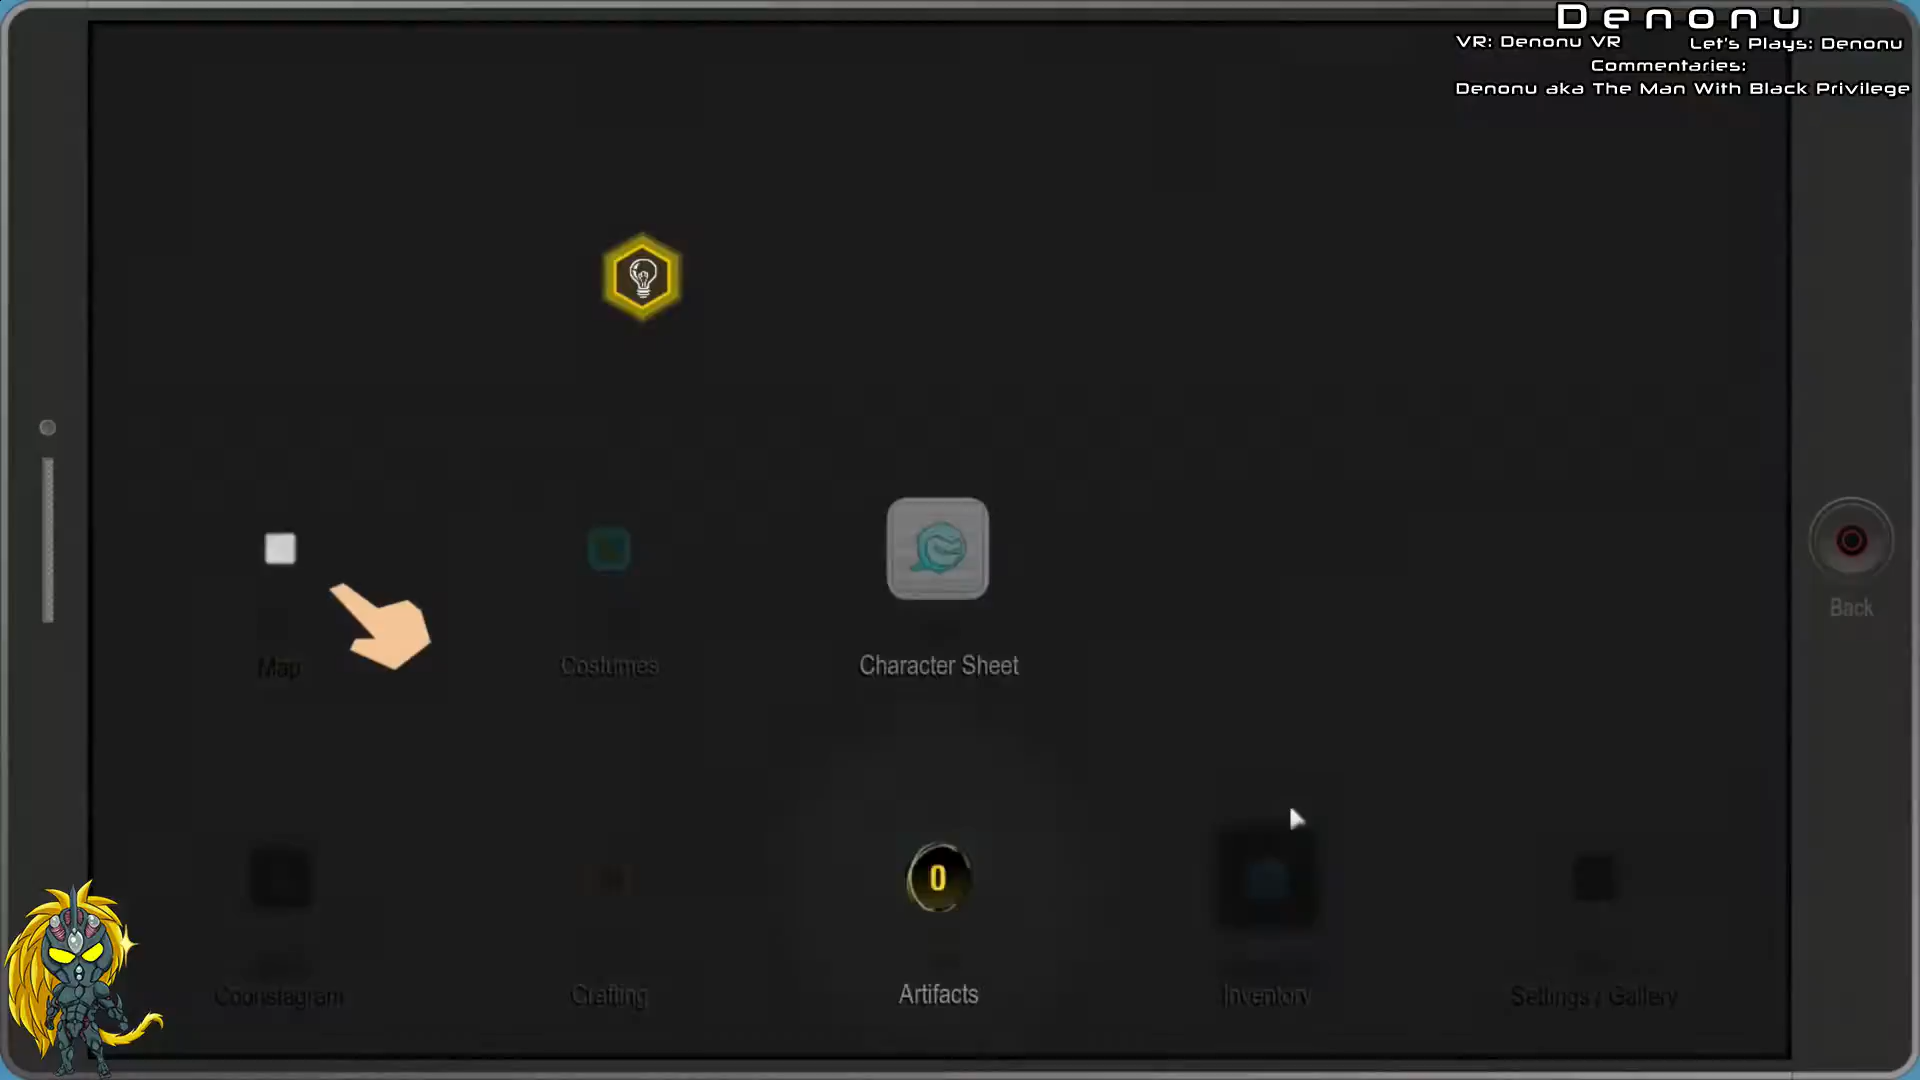 Denonu
VR: Denonu VR
Let's Plays: Denonu
Commentaries:
Denonu aka The Man With Black Privilege
Map
Costumes
Character Sheet
Back
0
Coonstagram
Crafting
Artifacts
Inventory
Settings / Gallery